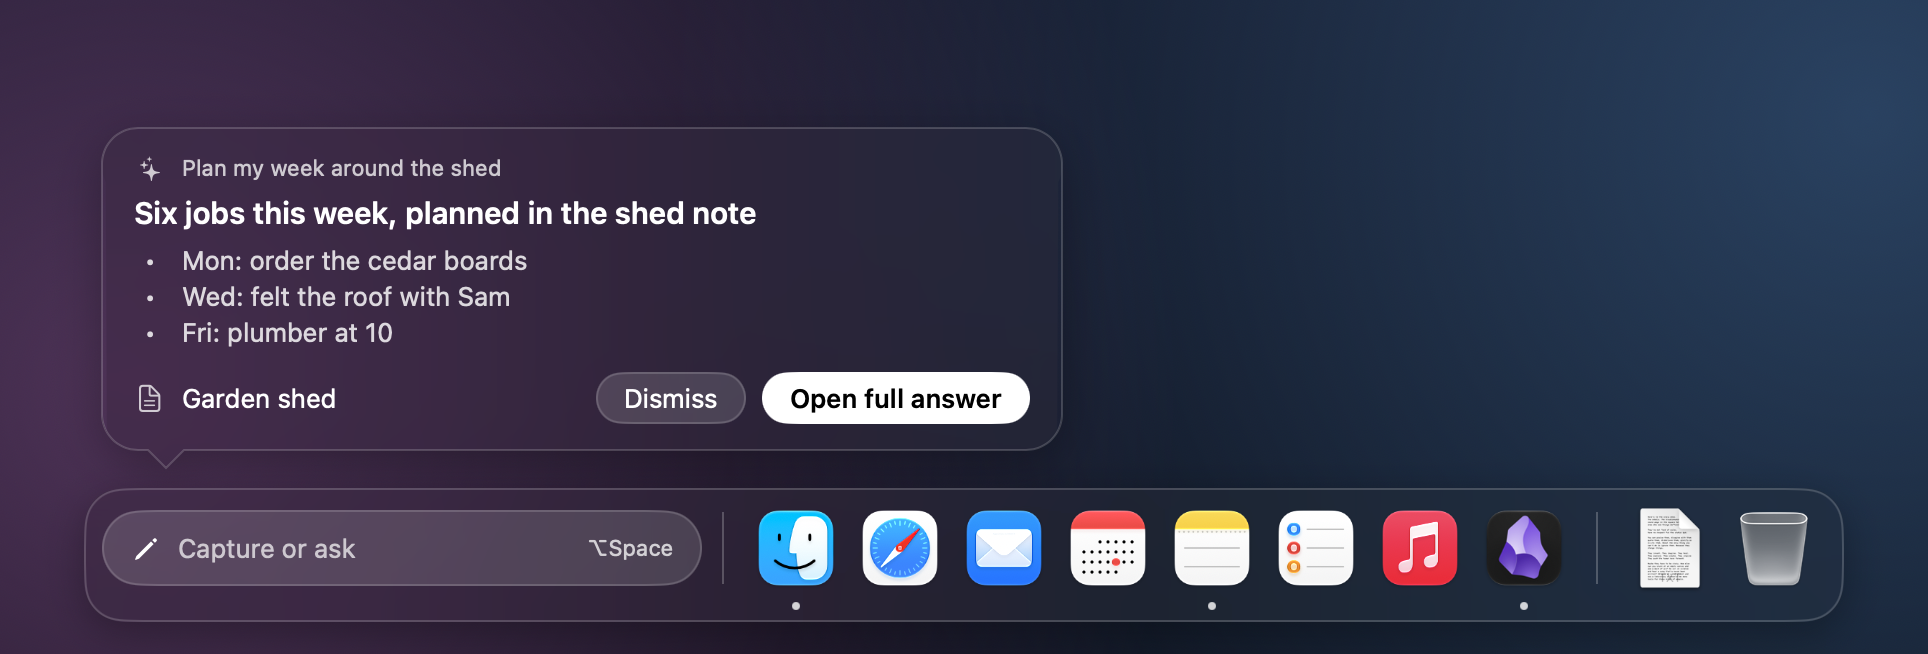 Plan my week around the shed
Six jobs this week, planned in the shed note
• Mon: order the cedar boards
• Wed: felt the roof with Sam
• Fri: plumber at 10
Garden shed
Dismiss
Open full answer
Capture or ask
⌥Space